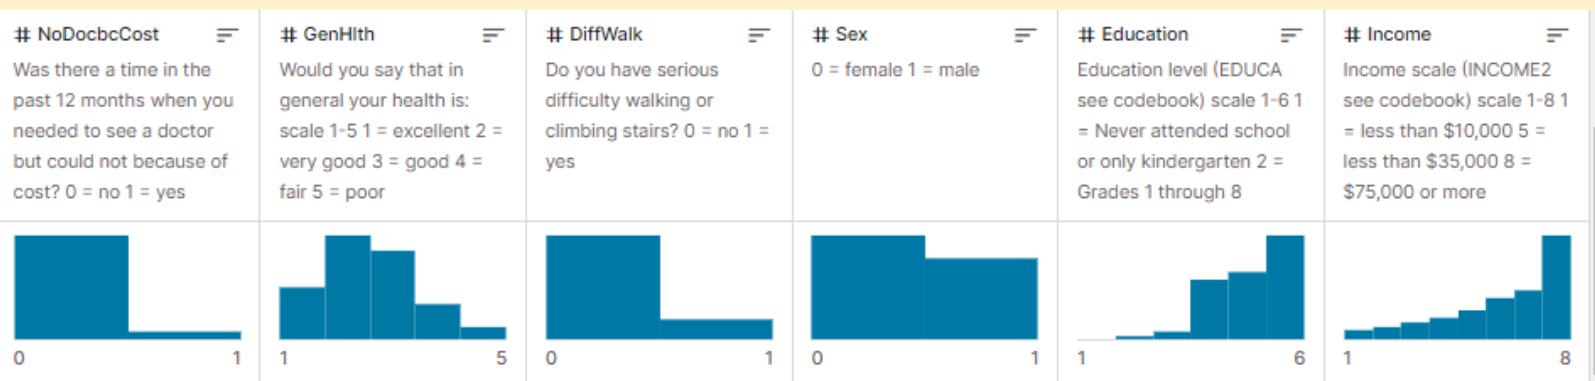 # NoDocbcCost
Was there a time in the
past 12 months when you
needed to see a doctor
but could not because of
cost? 0 = no 1 = yes
0 1
# GenHlth
Would you say that in
general your health is:
scale 1-5 1 = excellent 2 =
very good 3 = good 4 =
fair 5 = poor
1 5
# DiffWalk
Do you have serious
difficulty walking or
climbing stairs? 0 = no 1 =
yes
0 1
# Sex
0 = female 1 = male
0 1
# Education
Education level (EDUCA
see codebook) scale 1-6 1
= Never attended school
or only kindergarten 2 =
Grades 1 through 8
1 6
# Income
Income scale (INCOME2
see codebook) scale 1-8 1
= less than $10,000 5 =
less than $35,000 8 =
$75,000 or more
1 8